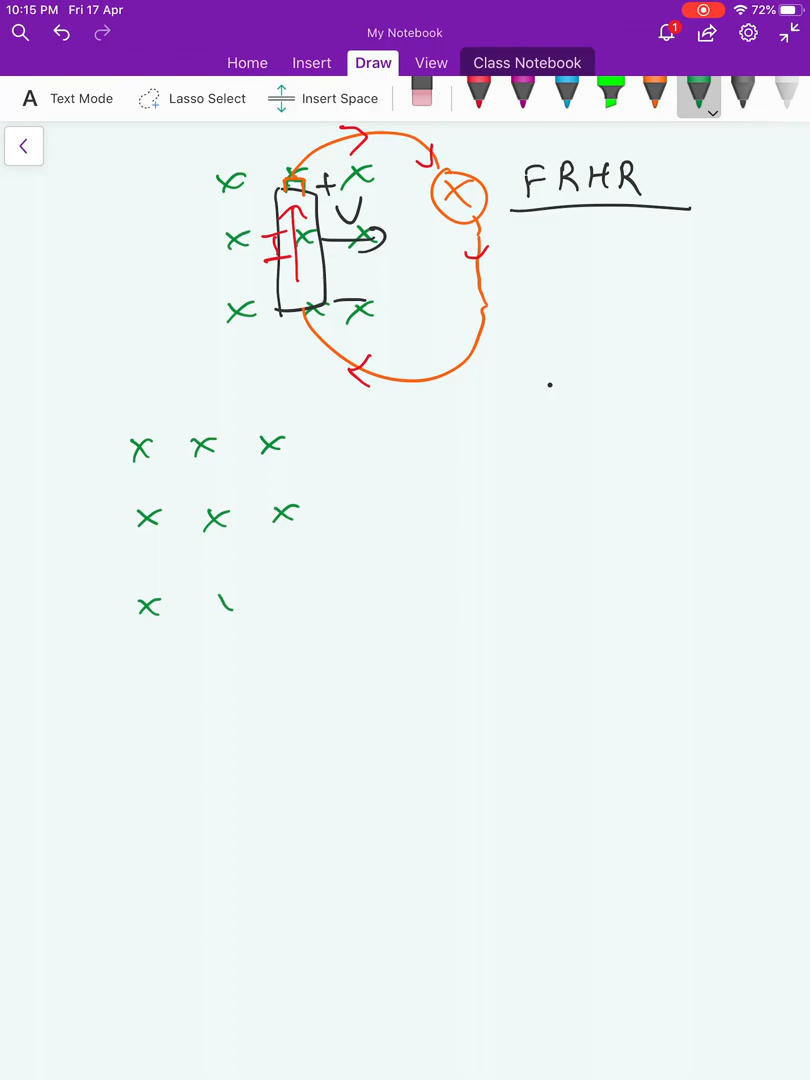 10:15 PM Fri 17 Apr 72%
My Notebook
1
Home Insert Draw View Class Notebook
A Text Mode Lasso Select Insert Space
x x + x x FRHR
V
x I x x
x x – x
x x x
x x x
x